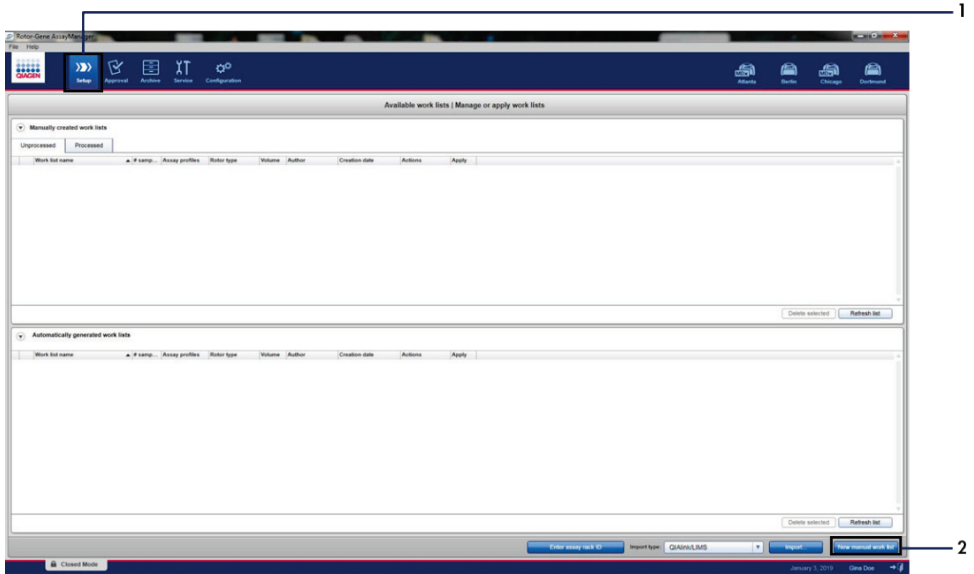 1
Rotor-Gene AssayManager
File Help
QIAGEN
Setup Approval Archive Service Configuration
Atlanta Berlin Chicago Dortmund
Available work lists | Manage or apply work lists
Manually created work lists
Unprocessed Processed
Work list name # samp... Assay profiles Rotor type Volume Author Creation date Actions Apply
Delete selected Refresh list
Automatically generated work lists
Work list name # samp... Assay profiles Rotor type Volume Author Creation date Actions Apply
Delete selected Refresh list
Enter assay rack ID Import type: QIAlink/LIMS Import... New manual work list
2
Closed Mode January 3, 2019 Gina Doe